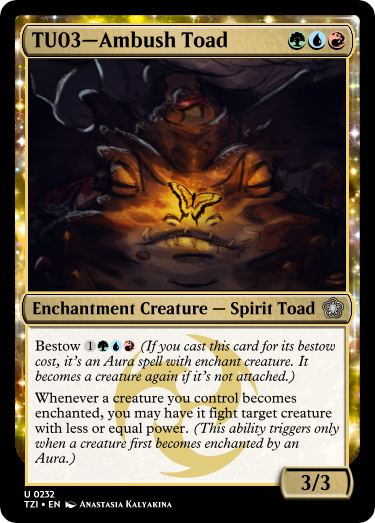 TU03—Ambush Toad
Enchantment Creature — Spirit Toad
Bestow 1 (If you cast this card for its bestow
cost, it's an Aura spell with enchant creature. It
becomes a creature again if it's not attached.)
Whenever a creature you control becomes
enchanted, you may have it fight target creature
with less or equal power. (This ability triggers only
when a creature first becomes enchanted by an
Aura.)
3/3
U 0232
TZI • EN Anastasia Kalyakina